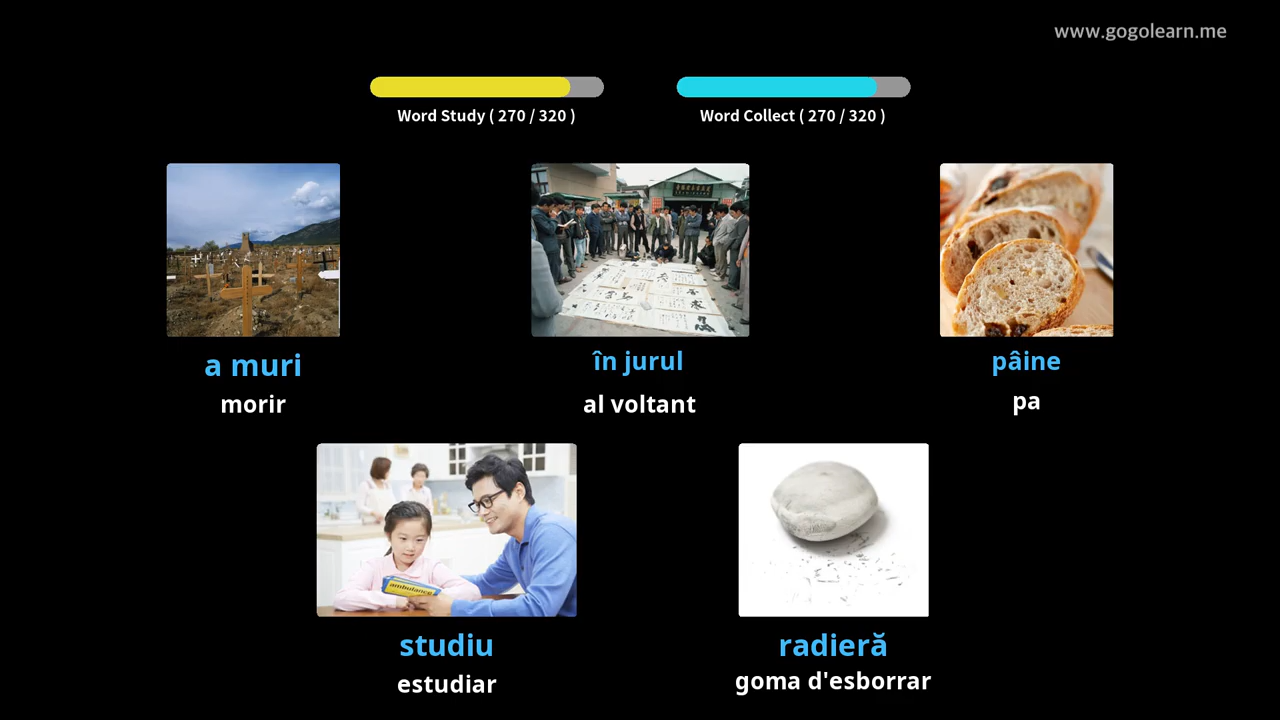 www.gogolearn.me
Word Study ( 270 / 320 )
Word Collect ( 270 / 320 )
a muri
morir
în jurul
al voltant
pâine
pa
ambulance
studiu
estudiar
radieră
goma d'esborrar